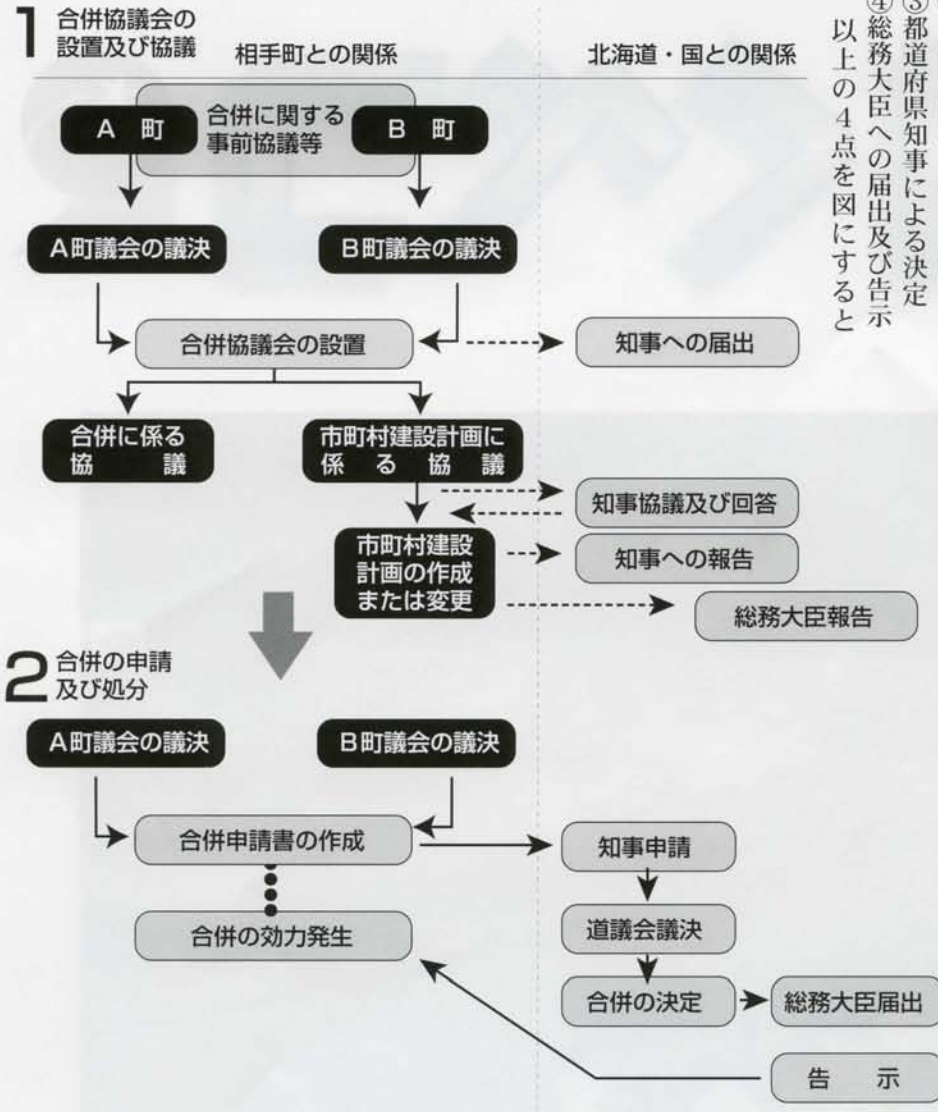 ③都道府県知事による決定
④総務大臣への届出及び告示
以上の4点を図にすると
1 合併協議会の
設置及び協議
相手町との関係
北海道・国との関係
A 町
合併に関する
事前協議等
B 町
A町議会の議決
B町議会の議決
合併協議会の設置
知事への届出
合併に係る
協 議
市町村建設計画に
係る協議
知事協議及び回答
市町村建設
計画の作成
または変更
知事への報告
総務大臣報告
2 合併の申請
及び処分
A町議会の議決
B町議会の議決
合併申請書の作成
知事申請
道議会議決
合併の効力発生
合併の決定
総務大臣届出
告 示